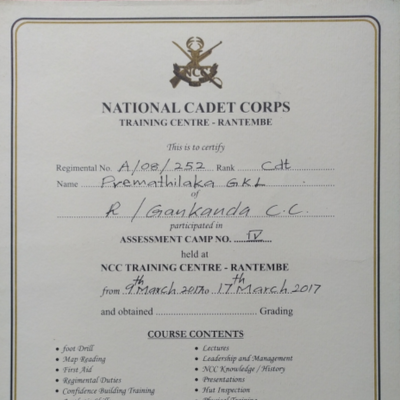 NCC
NATIONAL CADET CORPS
TRAINING CENTRE - RANTEMBE
This is to certify
Regimental No. A/08/252 Rank Cdt
Name Premathilaka G.K.L
of
R/Gankanda C.C.
participated in
ASSESSMENT CAMP NO. IV
held at
NCC TRAINING CENTRE - RANTEMBE
from 9th March 2017 to 17th March 2017
and obtained ........................ Grading
COURSE CONTENTS
• foot Drill • Lectures
• Map Reading • Leadership and Management
• First Aid • NCC Knowledge / History
• Regimental Duties • Presentations
• Confidence Building Training • Hut Inspection
• Physical Training